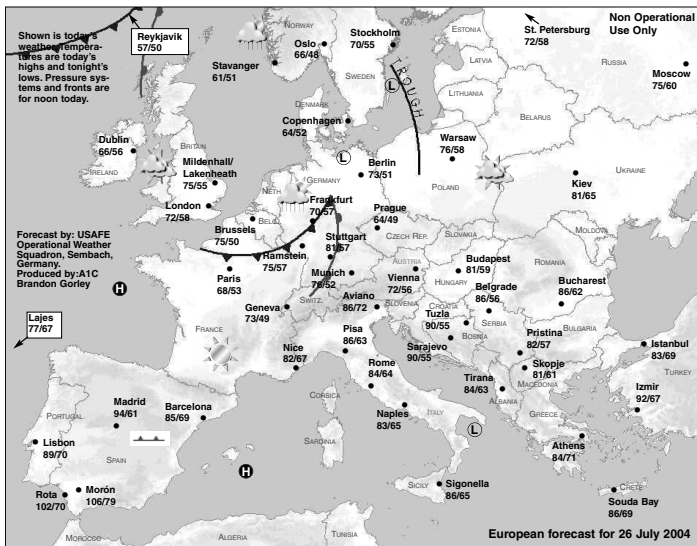 Shown is today's
weather. Temperatures
are today's
highs and tonight's
lows. Pressure systems
and fronts are
for noon today.
Reykjavik
57/50
NORWAY
Oslo
66/48
Stockholm
70/55
Stavanger
61/51
SWEDEN
TROUGH
L
ESTONIA
LATVIA
LITHUANIA
St. Petersburg
72/58
Non Operational
Use Only
RUSSIA
Moscow
75/60
BELARUS
DENMARK
Copenhagen
64/52
Dublin
66/56
IRELAND
BRITAIN
Mildenhall/
Lakenheath
75/55
London
72/58
L
Berlin
73/51
GERMANY
NETH
Warsaw
76/58
POLAND
UKRAINE
Kiev
81/65
Frankfurt
70/57
BELG.
Brussels
75/50
Prague
64/49
CZECH REP.
SLOVAKIA
MOLDOVA
Ramstein
75/57
Stuttgart
81/57
Munich
76/52
Forecast by: USAFE
Operational Weather
Squadron, Sembach,
Germany.
Produced by:A1C
Brandon Gorley
Paris
68/53
H
AUSTRIA
Vienna
72/56
Budapest
81/59
HUNGARY
ROMANIA
Belgrade
86/56
Bucharest
86/62
Lajes
77/67
Geneva
73/49
SWITZ.
Aviano
86/72
SLOVENIA
CROATIA
Tuzla
90/55
BOSNIA
SERBIA
BULGARIA
FRANCE
Nice
82/67
Pisa
86/63
Sarajevo
90/55
Pristina
82/57
Skopje
81/61
MACEDONIA
Istanbul
83/69
TURKEY
Rome
84/64
Tirana
84/63
ALBANIA
Izmir
92/67
Madrid
94/61
Barcelona
85/69
CORSICA
Naples
83/65
ITALY
GREECE
PORTUGAL
Lisbon
89/70
SPAIN
SARDINIA
L
Athens
84/71
H
Rota
102/70
Morón
106/79
SICILY
Sigonella
86/65
CRETE
Souda Bay
86/69
MOROCCO
ALGERIA
TUNISIA
European forecast for 26 July 2004